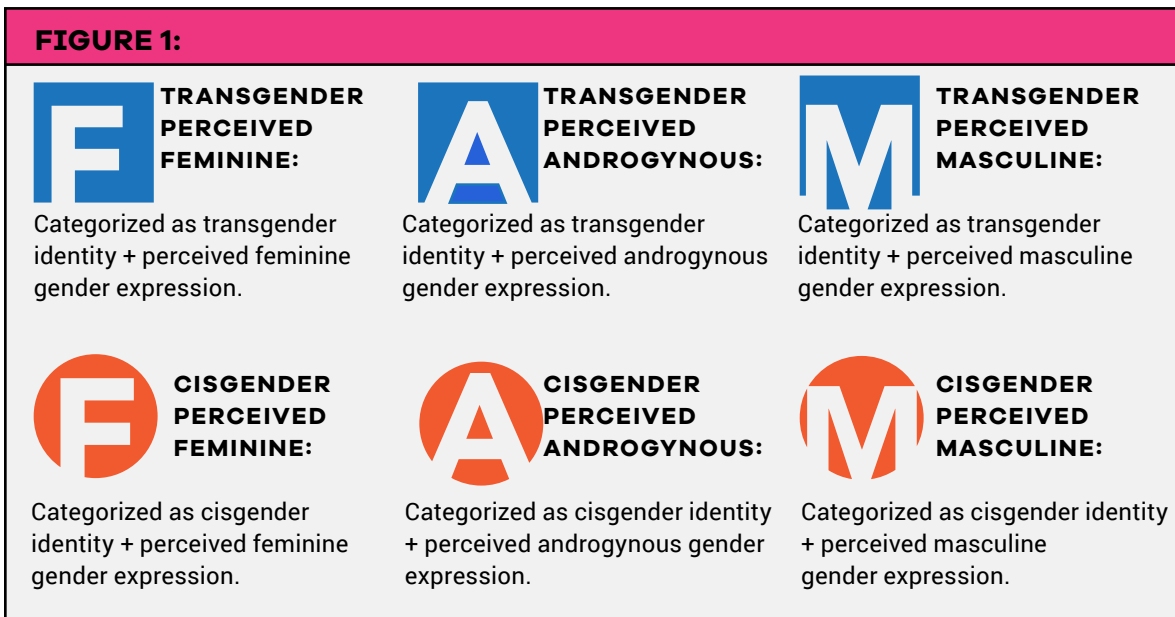 FIGURE 1:
F
TRANSGENDER
PERCEIVED
FEMININE:
Categorized as transgender
identity + perceived feminine
gender expression.
A
TRANSGENDER
PERCEIVED
ANDROGYNOUS:
Categorized as transgender
identity + perceived androgynous
gender expression.
M
TRANSGENDER
PERCEIVED
MASCULINE:
Categorized as transgender
identity + perceived masculine
gender expression.
F
CISGENDER
PERCEIVED
FEMININE:
Categorized as cisgender
identity + perceived feminine
gender expression.
A
CISGENDER
PERCEIVED
ANDROGYNOUS:
Categorized as cisgender identity
+ perceived androgynous gender
expression.
M
CISGENDER
PERCEIVED
MASCULINE:
Categorized as cisgender identity
+ perceived masculine
gender expression.